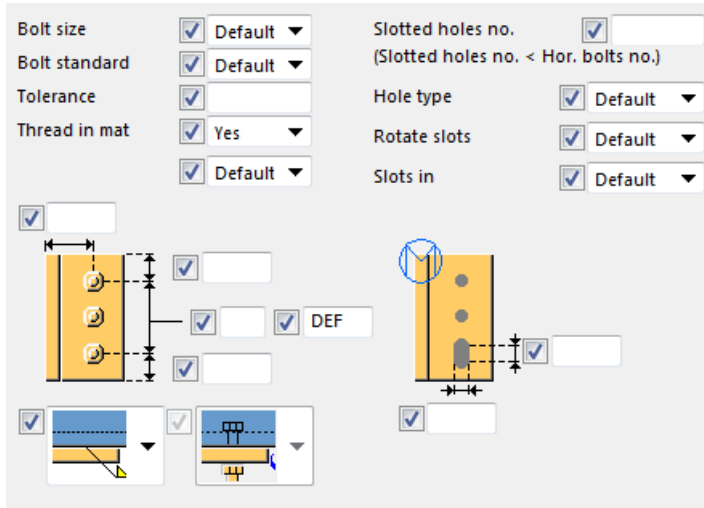 Bolt size Default
Bolt standard Default
Tolerance
Thread in mat Yes
Default
Slotted holes no.
(Slotted holes no. < Hor. bolts no.)
Hole type Default
Rotate slots Default
Slots in Default
DEF